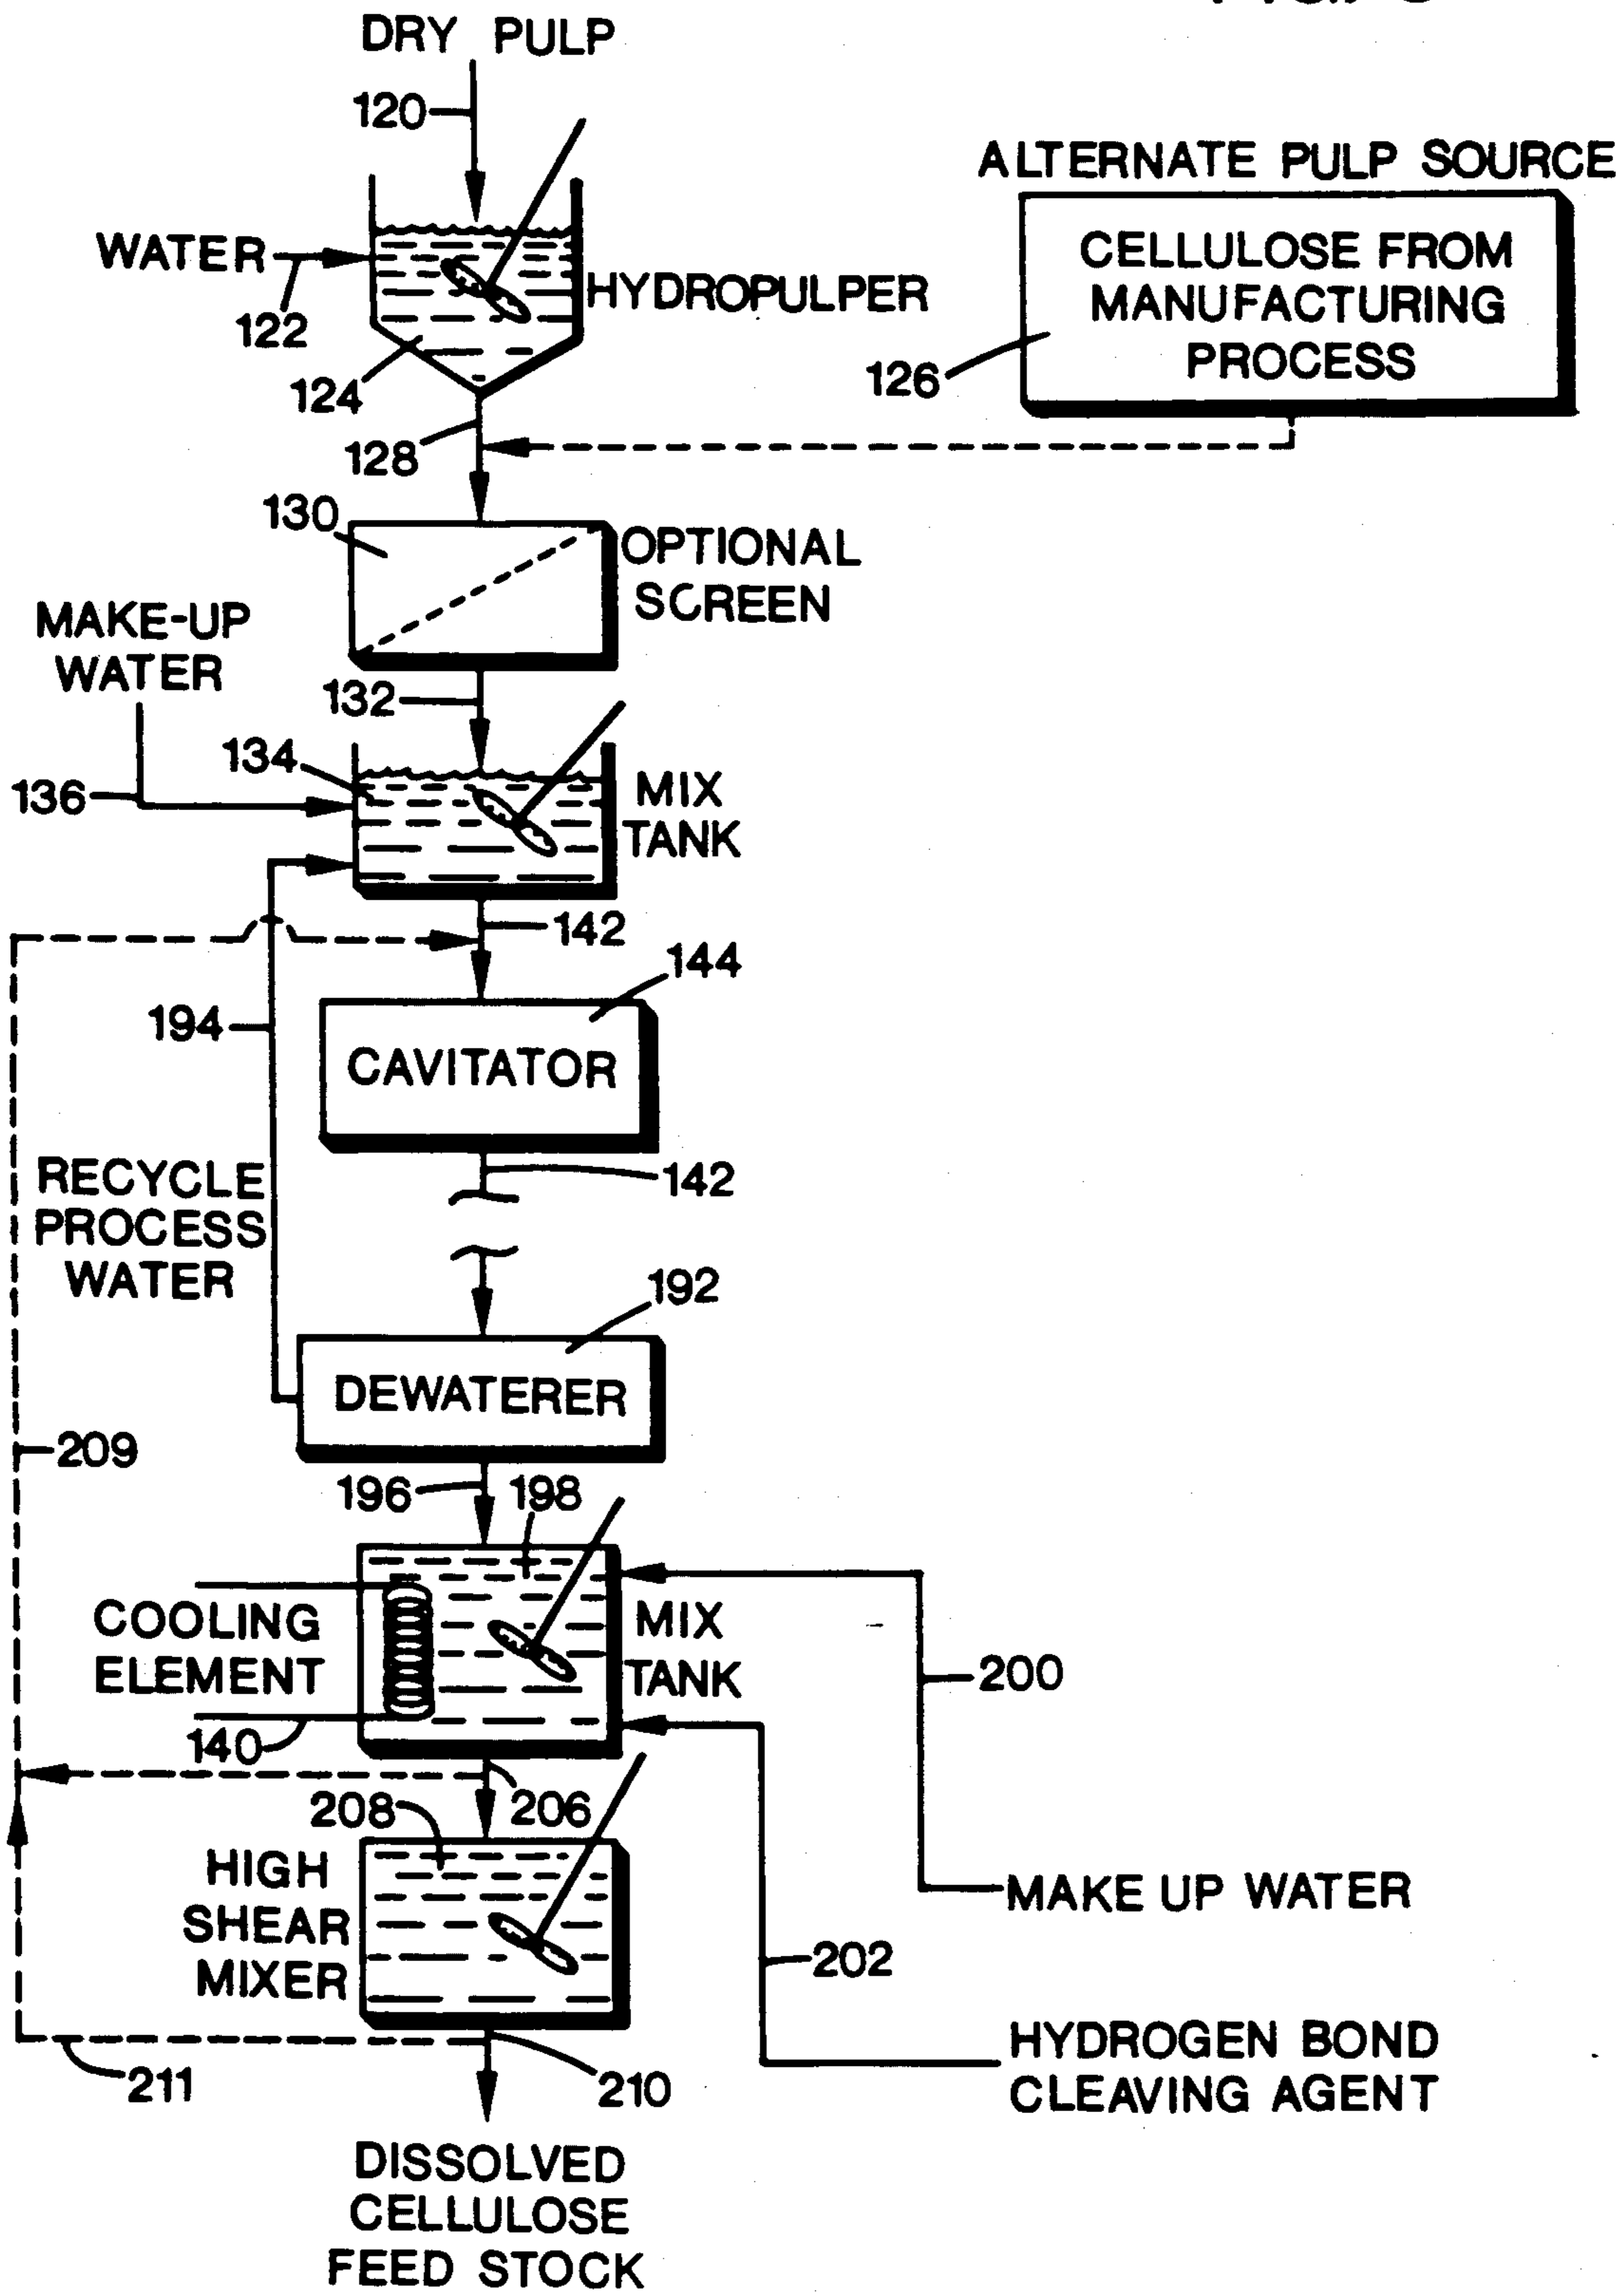 DRY PULP
120
ALTERNATE PULP SOURCE
WATER
CELLULOSE FROM
MANUFACTURING
PROCESS
HYDROPULPER
122
126
124
128
130
OPTIONAL
SCREEN
MAKE-UP
WATER
132
134
136
MIX
TANK
142
144
194
CAVITATOR
RECYCLE
PROCESS
WATER
142
192
DEWATERER
209
196
198
COOLING
ELEMENT
MIX
TANK
200
140
206
208
HIGH
SHEAR
MIXER
MAKE UP WATER
202
HYDROGEN BOND
CLEAVING AGENT
211
210
DISSOLVED
CELLULOSE
FEED STOCK